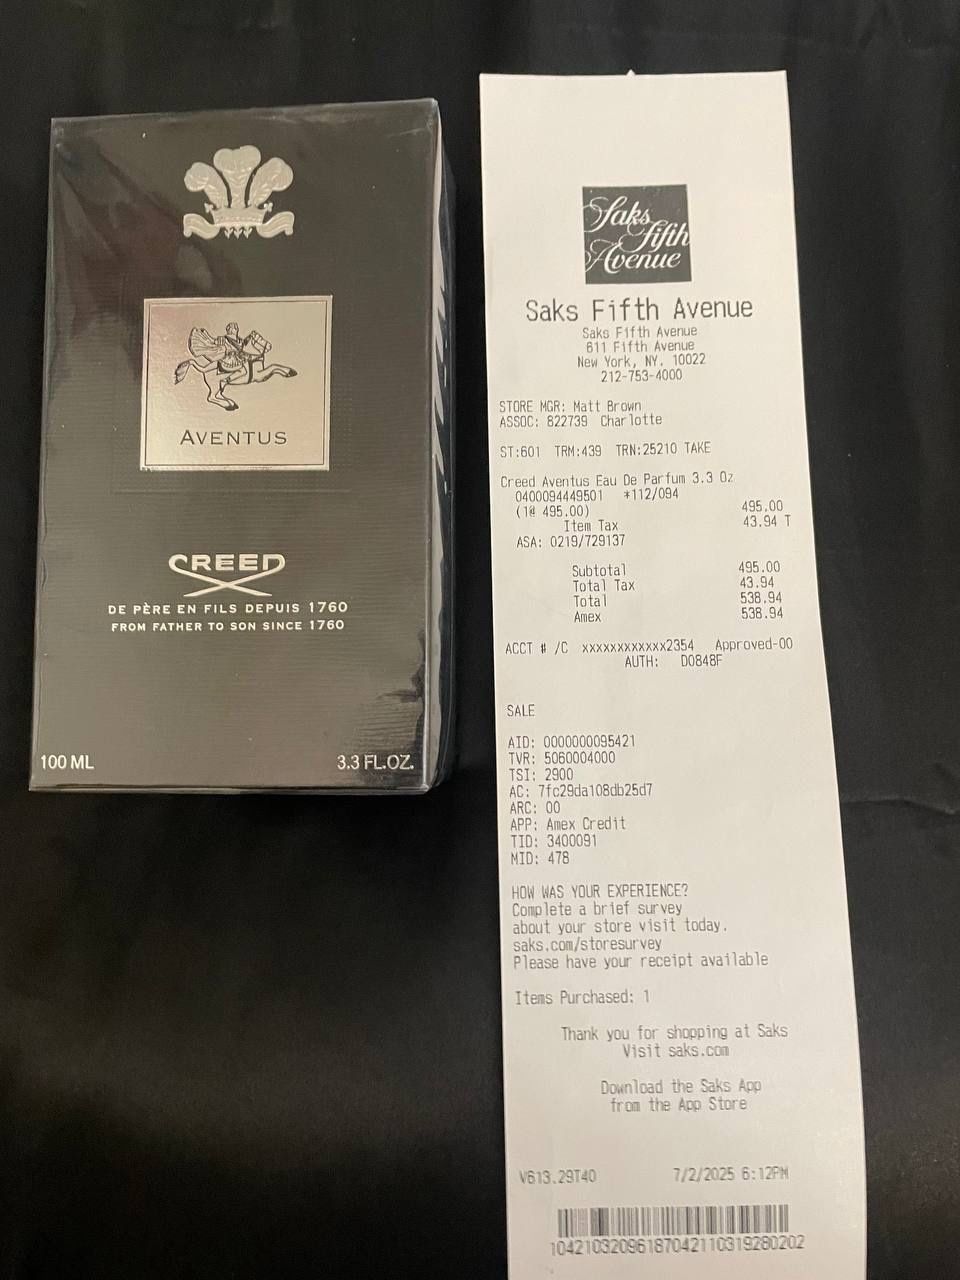 AVENTUS
CREED
DE PÈRE EN FILS DEPUIS 1760
FROM FATHER TO SON SINCE 1760
100 ML 3.3 FL.OZ.
Saks
Fifth
Avenue
Saks Fifth Avenue
Saks Fifth Avenue
611 Fifth Avenue
New York, NY. 10022
212-753-4000
STORE MGR: Matt Brown
ASSOC: 822739 Charlotte
ST:601 TRM:439 TRN:25210 TAKE
Creed Aventus Eau De Parfum 3.3 Oz
0400094449501 *112/094
(1@ 495.00) 495.00
Item Tax 43.94 T
ASA: 0219/729137
Subtotal 495.00
Total Tax 43.94
Total 538.94
Amex 538.94
ACCT # /C xxxxxxxxxxxx2354 Approved-00
AUTH: D0848F
SALE
AID: 0000000095421
TVR: 5060004000
TSI: 2900
AC: 7fc29da108db25d7
ARC: 00
APP: Amex Credit
TID: 3400091
MID: 478
HOW WAS YOUR EXPERIENCE?
Complete a brief survey
about your store visit today.
saks.com/storesurvey
Please have your receipt available
Items Purchased: 1
Thank you for shopping at Saks
Visit saks.com
Download the Saks App
from the App Store
V613.29T40 7/2/2025 6:12PM
10421032096187042110319280202